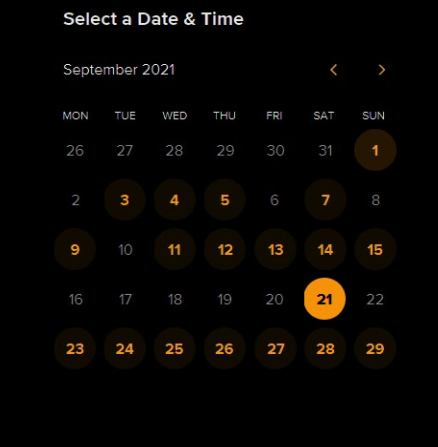 Select a Date & Time
September 2021 < >
MON TUE WED THU FRI SAT SUN
26 27 28 29 30 31 1
2 3 4 5 6 7 8
9 10 11 12 13 14 15
16 17 18 19 20 21 22
23 24 25 26 27 28 29